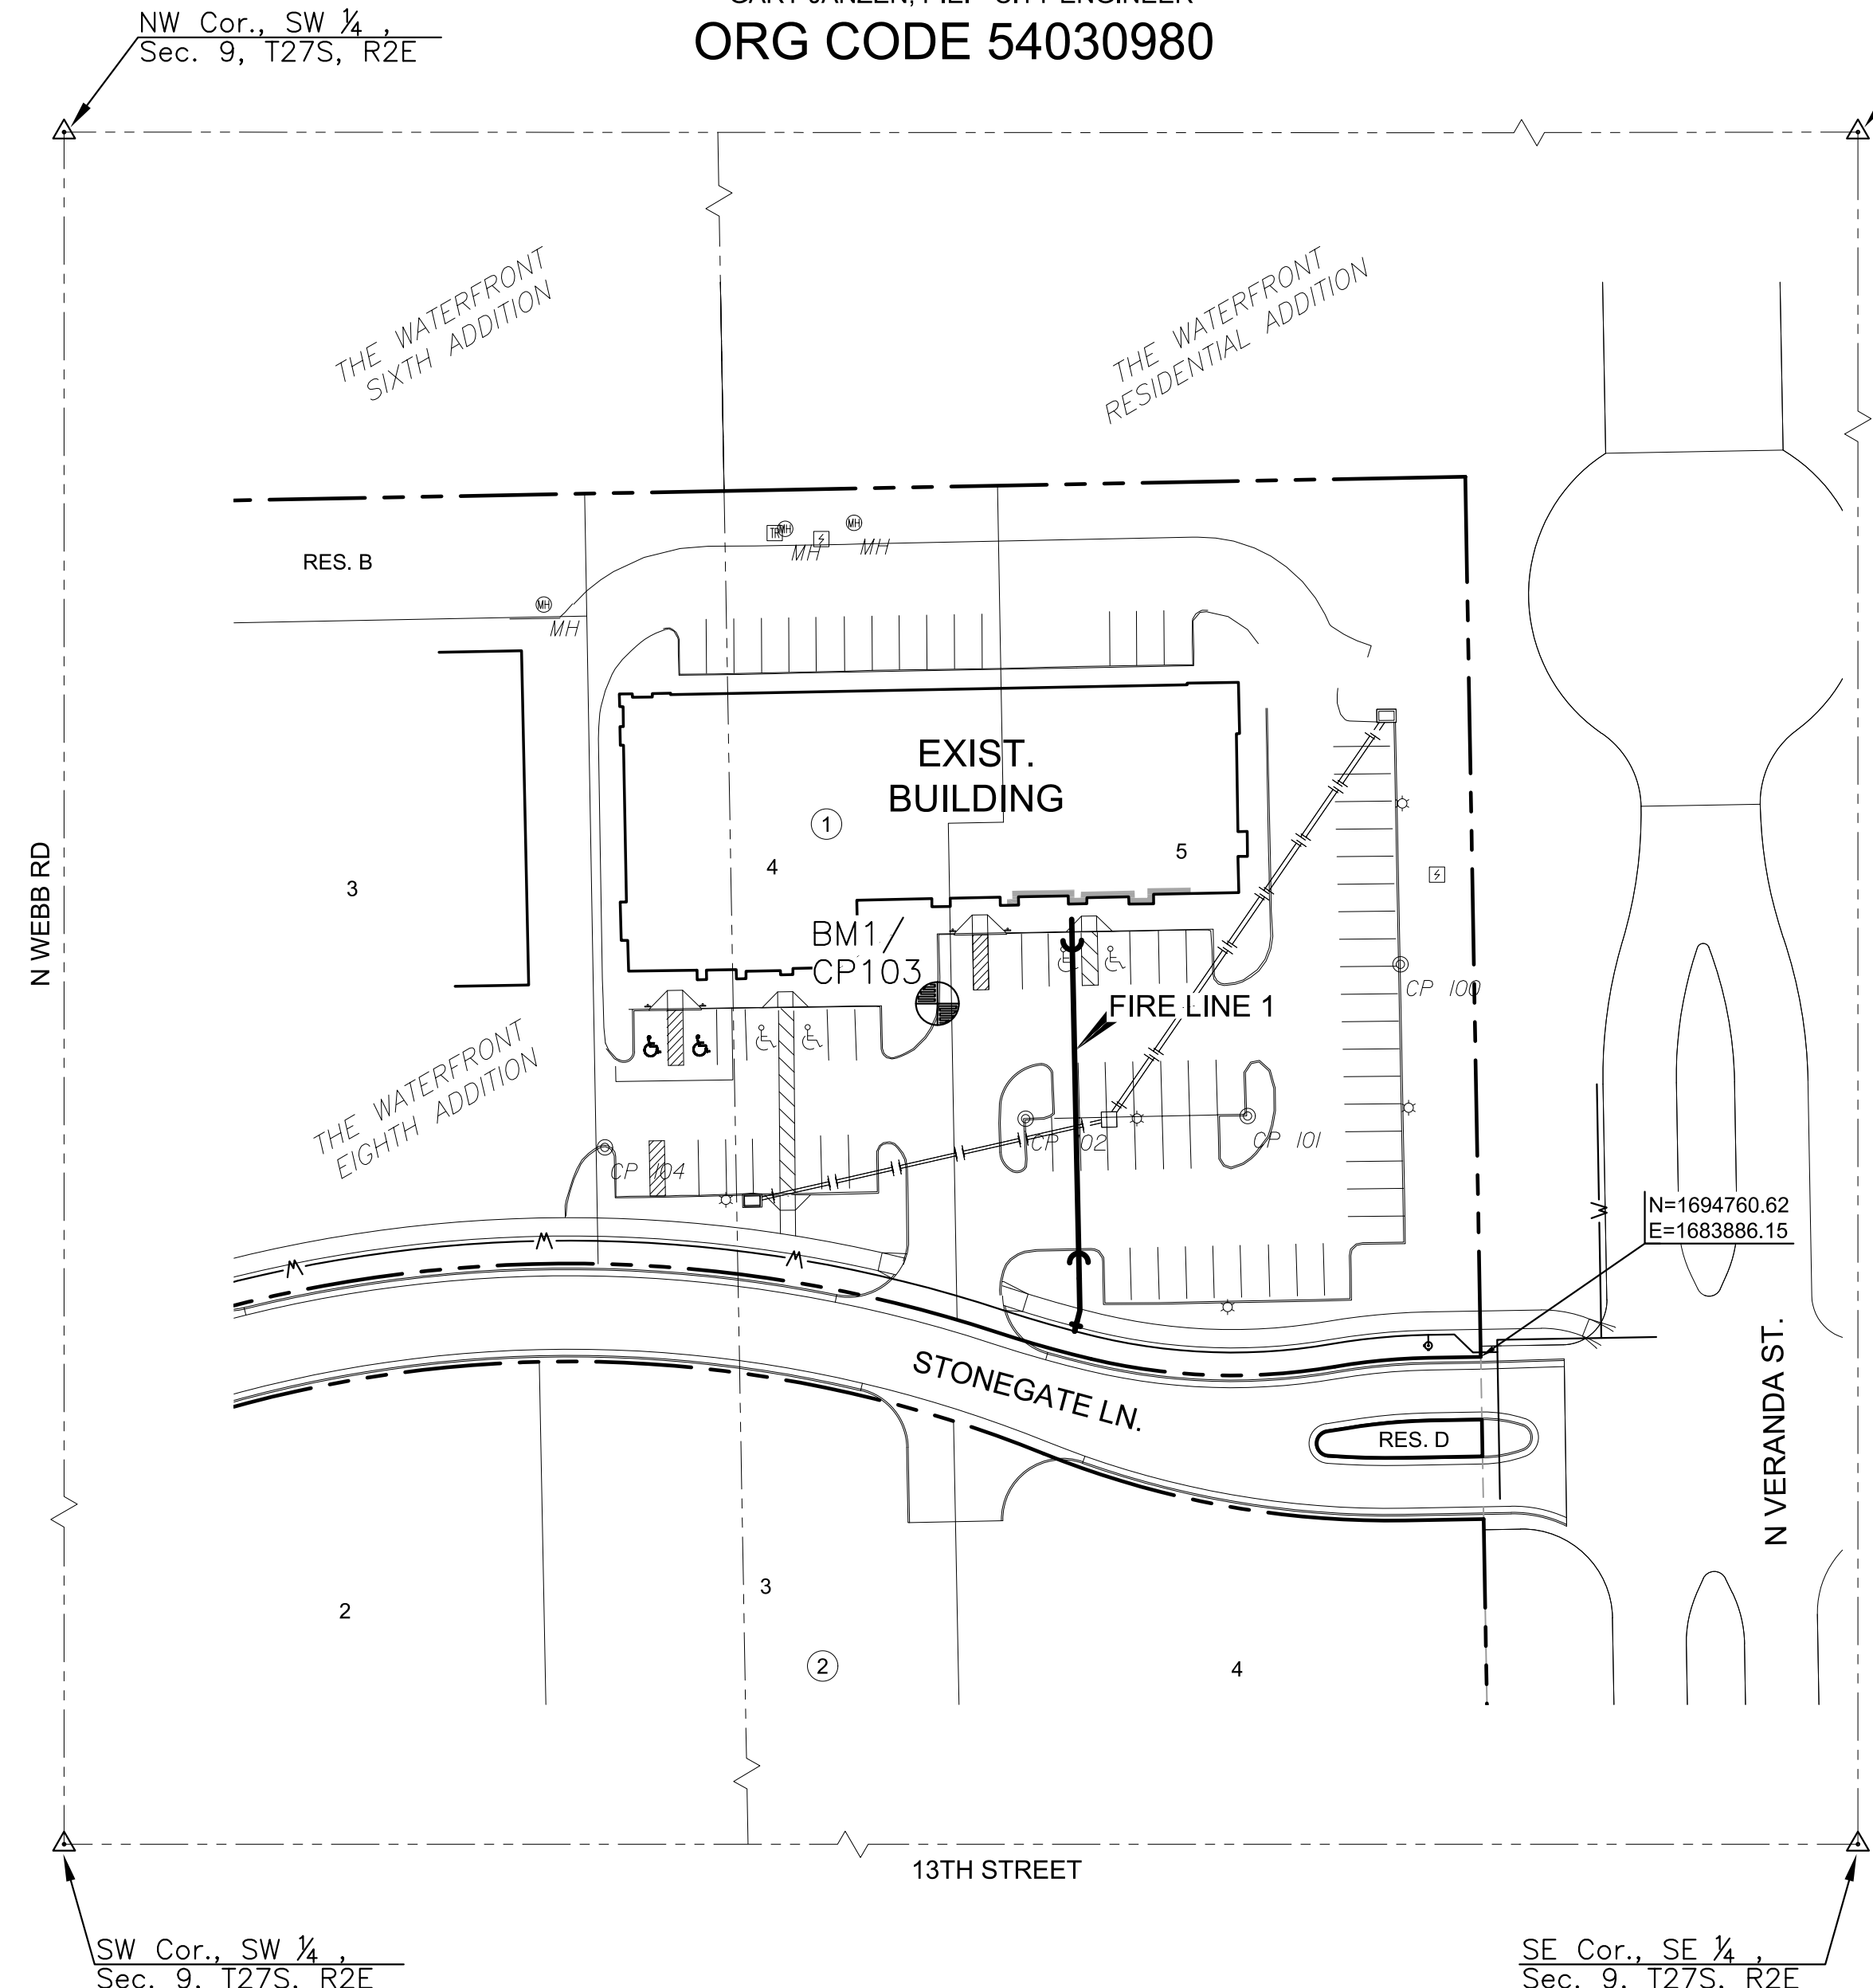 ORG CODE 54030980
NW Cor., SW ¼ ,
Sec. 9, T27S, R2E
THE WATERFRONT
SIXTH ADDITION
THE WATERFRONT
RESIDENTIAL ADDITION
RES. B
TR
MH
MH
MH
MH
MH
MH
EXIST.
BUILDING
1
4
5
3
N WEBB RD
BM1/
CP103
FIRE LINE 1
CP 100
THE WATERFRONT
EIGHTH ADDITION
CP 104
CP 102
CP 101
N=1694760.62
E=1683886.15
W
W
W
W
STONEGATE LN.
RES. D
N VERANDA ST.
2
3
2
4
13TH STREET
SW Cor., SW ¼ ,
Sec. 9, T27S, R2E
SE Cor., SE ¼ ,
Sec. 9, T27S, R2E